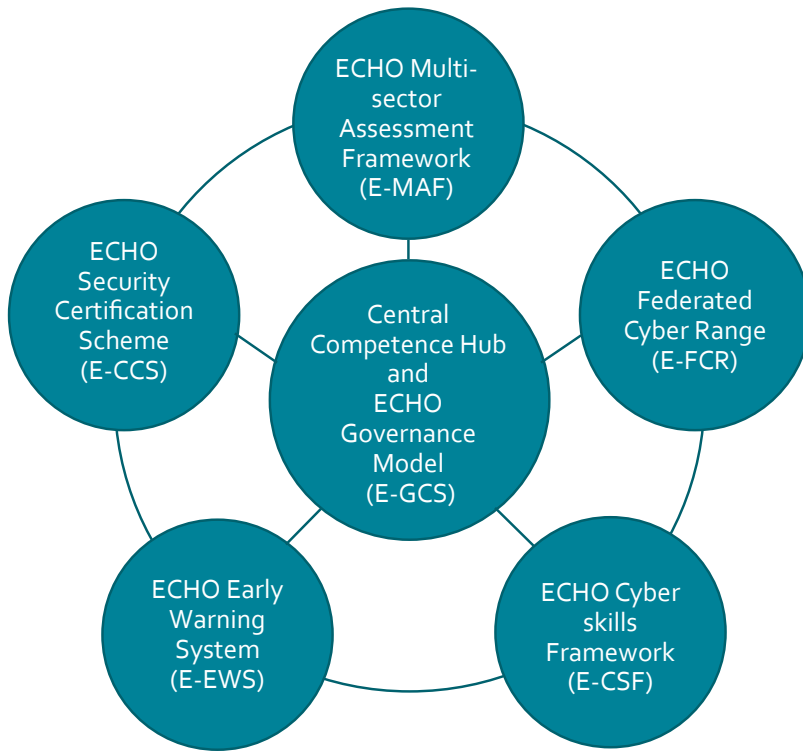 ECHO Multi-
sector
Assessment
Framework
(E-MAF)
ECHO
Security
Certification
Scheme
(E-CCS)
ECHO
Federated
Cyber Range
(E-FCR)
Central
Competence Hub
and
ECHO
Governance
Model
(E-GCS)
ECHO Early
Warning
System
(E-EWS)
ECHO Cyber
skills
Framework
(E-CSF)